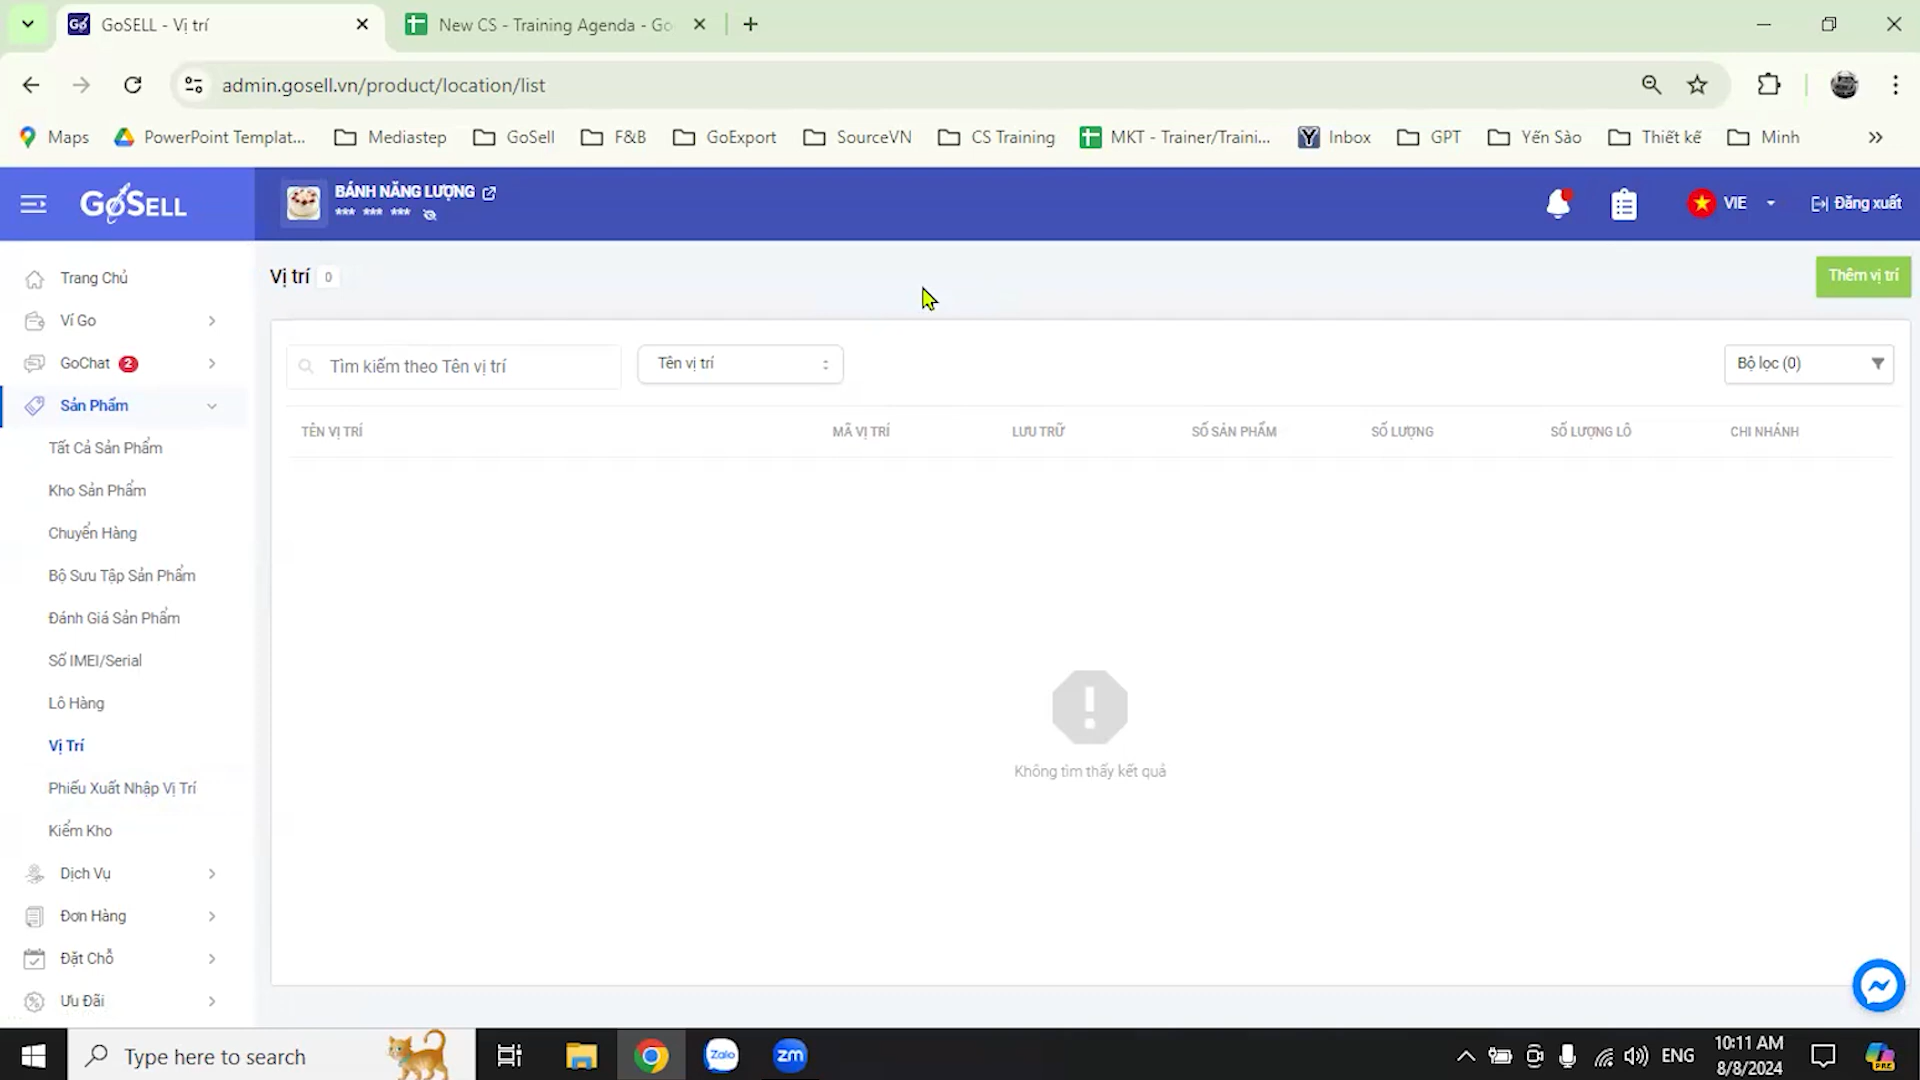 GoSELL - Vị trí
New CS - Training Agenda - Go
admin.gosell.vn/product/location/list
Maps
PowerPoint Templat...
Mediastep
GoSell
F&B
GoExport
SourceVN
CS Training
MKT - Trainer/Traini...
Inbox
GPT
Yến Sào
Thiết kế
Minh
GoSELL
BÁNH NĂNG LƯỢNG
*** *** ***
VIE
Đăng xuất
Trang Chủ
Ví Go
GoChat 2
Sản Phẩm
Tất Cả Sản Phẩm
Kho Sản Phẩm
Chuyển Hàng
Bộ Sưu Tập Sản Phẩm
Đánh Giá Sản Phẩm
Số IMEI/Serial
Lô Hàng
Vị Trí
Phiếu Xuất Nhập Vị Trí
Kiểm Kho
Dịch Vụ
Đơn Hàng
Đặt Chỗ
Ưu Đãi
Vị trí 0
Thêm vị trí
Tìm kiếm theo Tên vị trí
Tên vị trí
Bộ lọc (0)
TÊN VỊ TRÍ
MÃ VỊ TRÍ
LƯU TRỮ
SỐ SẢN PHẨM
SỐ LƯỢNG
SỐ LƯỢNG LÔ
CHI NHÁNH
Không tìm thấy kết quả
Type here to search
Zalo
zm
ENG
10:11 AM
8/8/2024
PRE